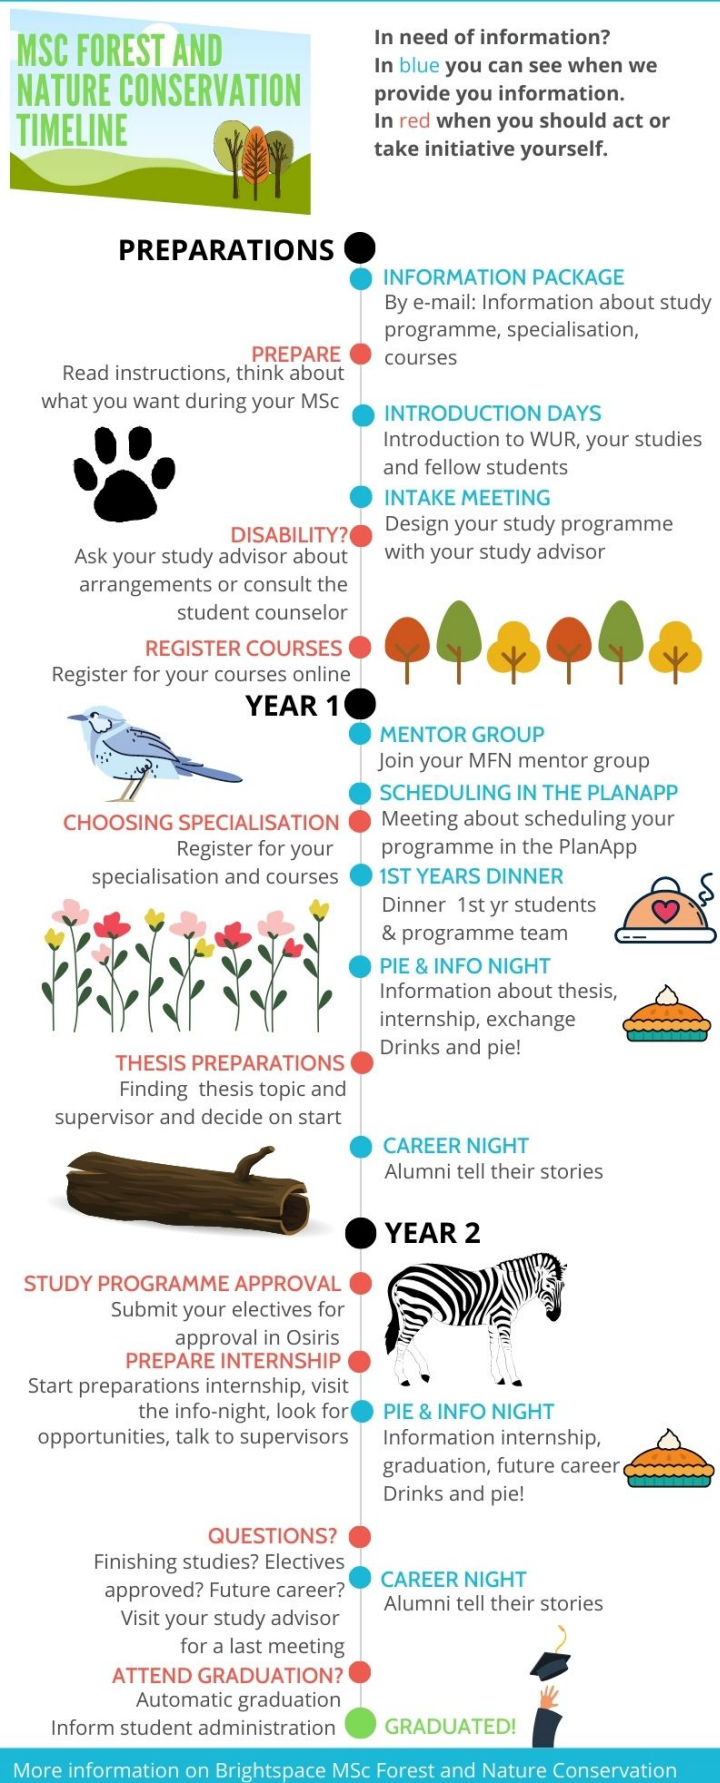 MSC FOREST AND
NATURE CONSERVATION
TIMELINE
In need of information?
In blue you can see when we
provide you information.
In red when you should act or
take initiative yourself.
PREPARATIONS
INFORMATION PACKAGE
By e-mail: Information about study
programme, specialisation,
courses
PREPARE
Read instructions, think about
what you want during your MSc
INTRODUCTION DAYS
Introduction to WUR, your studies
and fellow students
INTAKE MEETING
Design your study programme
with your study advisor
DISABILITY?
Ask your study advisor about
arrangements or consult the
student counselor
REGISTER COURSES
Register for your courses online
YEAR 1
MENTOR GROUP
Join your MFN mentor group
SCHEDULING IN THE PLANAPP
Meeting about scheduling your
programme in the PlanApp
CHOOSING SPECIALISATION
Register for your
specialisation and courses
1ST YEARS DINNER
Dinner 1st yr students
& programme team
PIE & INFO NIGHT
Information about thesis,
internship, exchange
Drinks and pie!
THESIS PREPARATIONS
Finding thesis topic and
supervisor and decide on start
CAREER NIGHT
Alumni tell their stories
YEAR 2
STUDY PROGRAMME APPROVAL
Submit your electives for
approval in Osiris
PREPARE INTERNSHIP
Start preparations internship, visit
the info-night, look for
opportunities, talk to supervisors
PIE & INFO NIGHT
Information internship,
graduation, future career
Drinks and pie!
QUESTIONS?
Finishing studies? Electives
approved? Future career?
Visit your study advisor
for a last meeting
CAREER NIGHT
Alumni tell their stories
ATTEND GRADUATION?
Automatic graduation
Inform student administration
GRADUATED!
More information on Brightspace MSc Forest and Nature Conservation